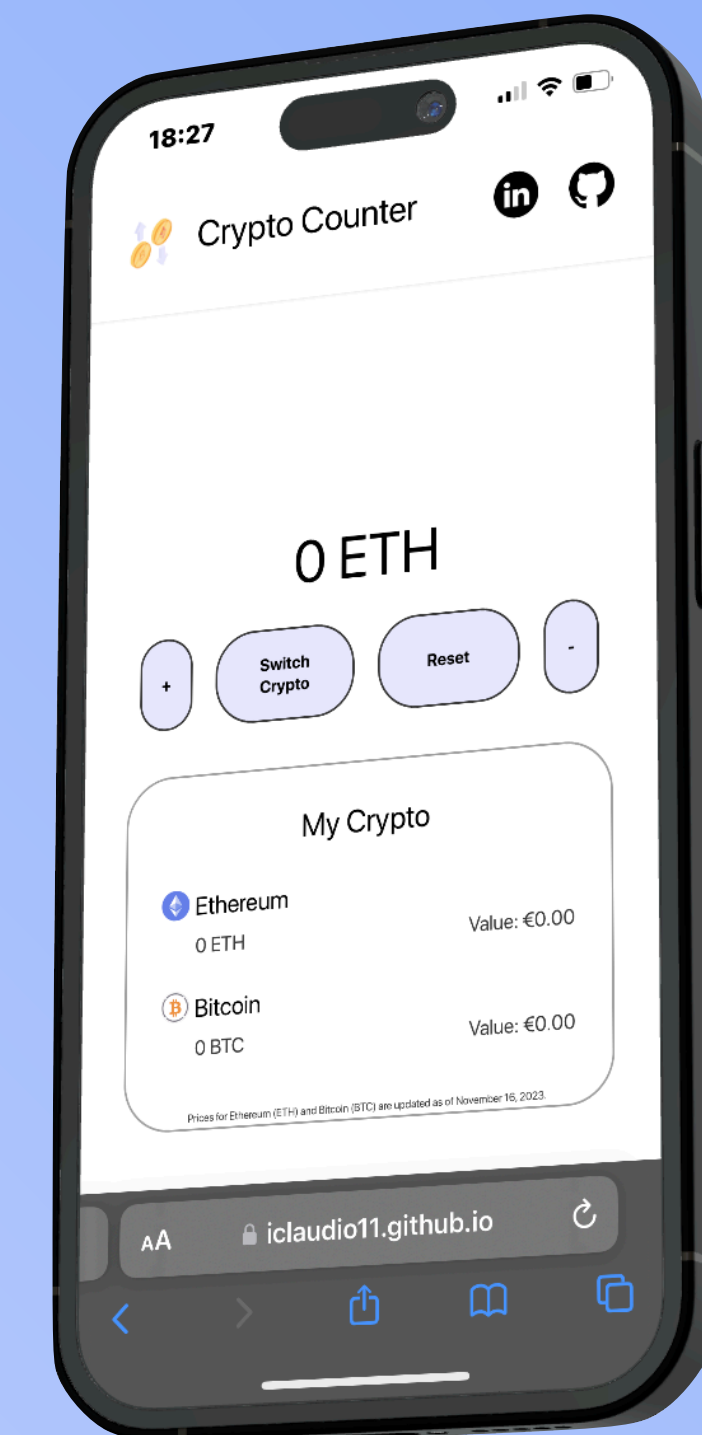 18:27
Crypto Counter
in
0 ETH
+
Switch
Crypto
Reset
-
My Crypto
Ethereum
0 ETH
Value: €0.00
Bitcoin
0 BTC
Value: €0.00
Prices for Ethereum (ETH) and Bitcoin (BTC) are updated as of November 16, 2023.
AA
iclaudio11.github.io